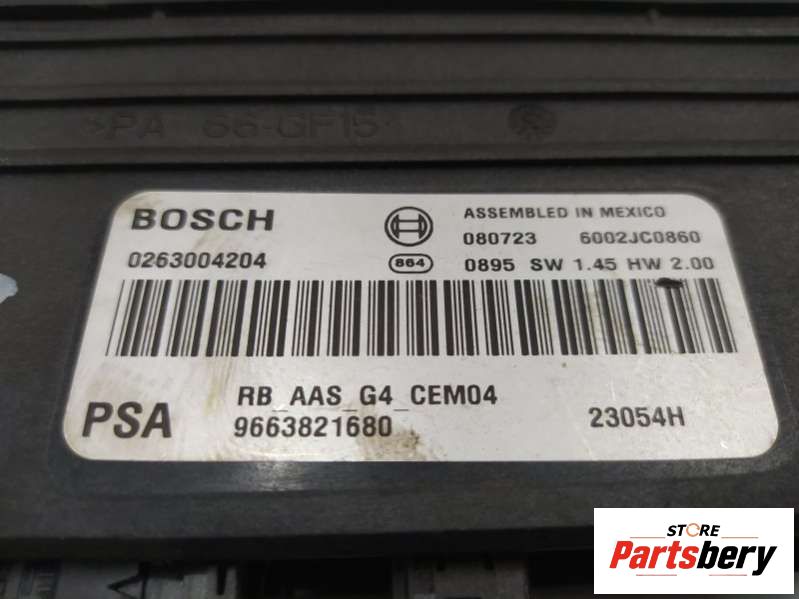 >PA 66-GF15<
BOSCH
ASSEMBLED IN MEXICO
080723 6002JC0860
0263004204
864
0895 SW 1.45 HW 2.00
RB_AAS_G4_CEM04
PSA
9663821680
23054H
STORE
Partsbery